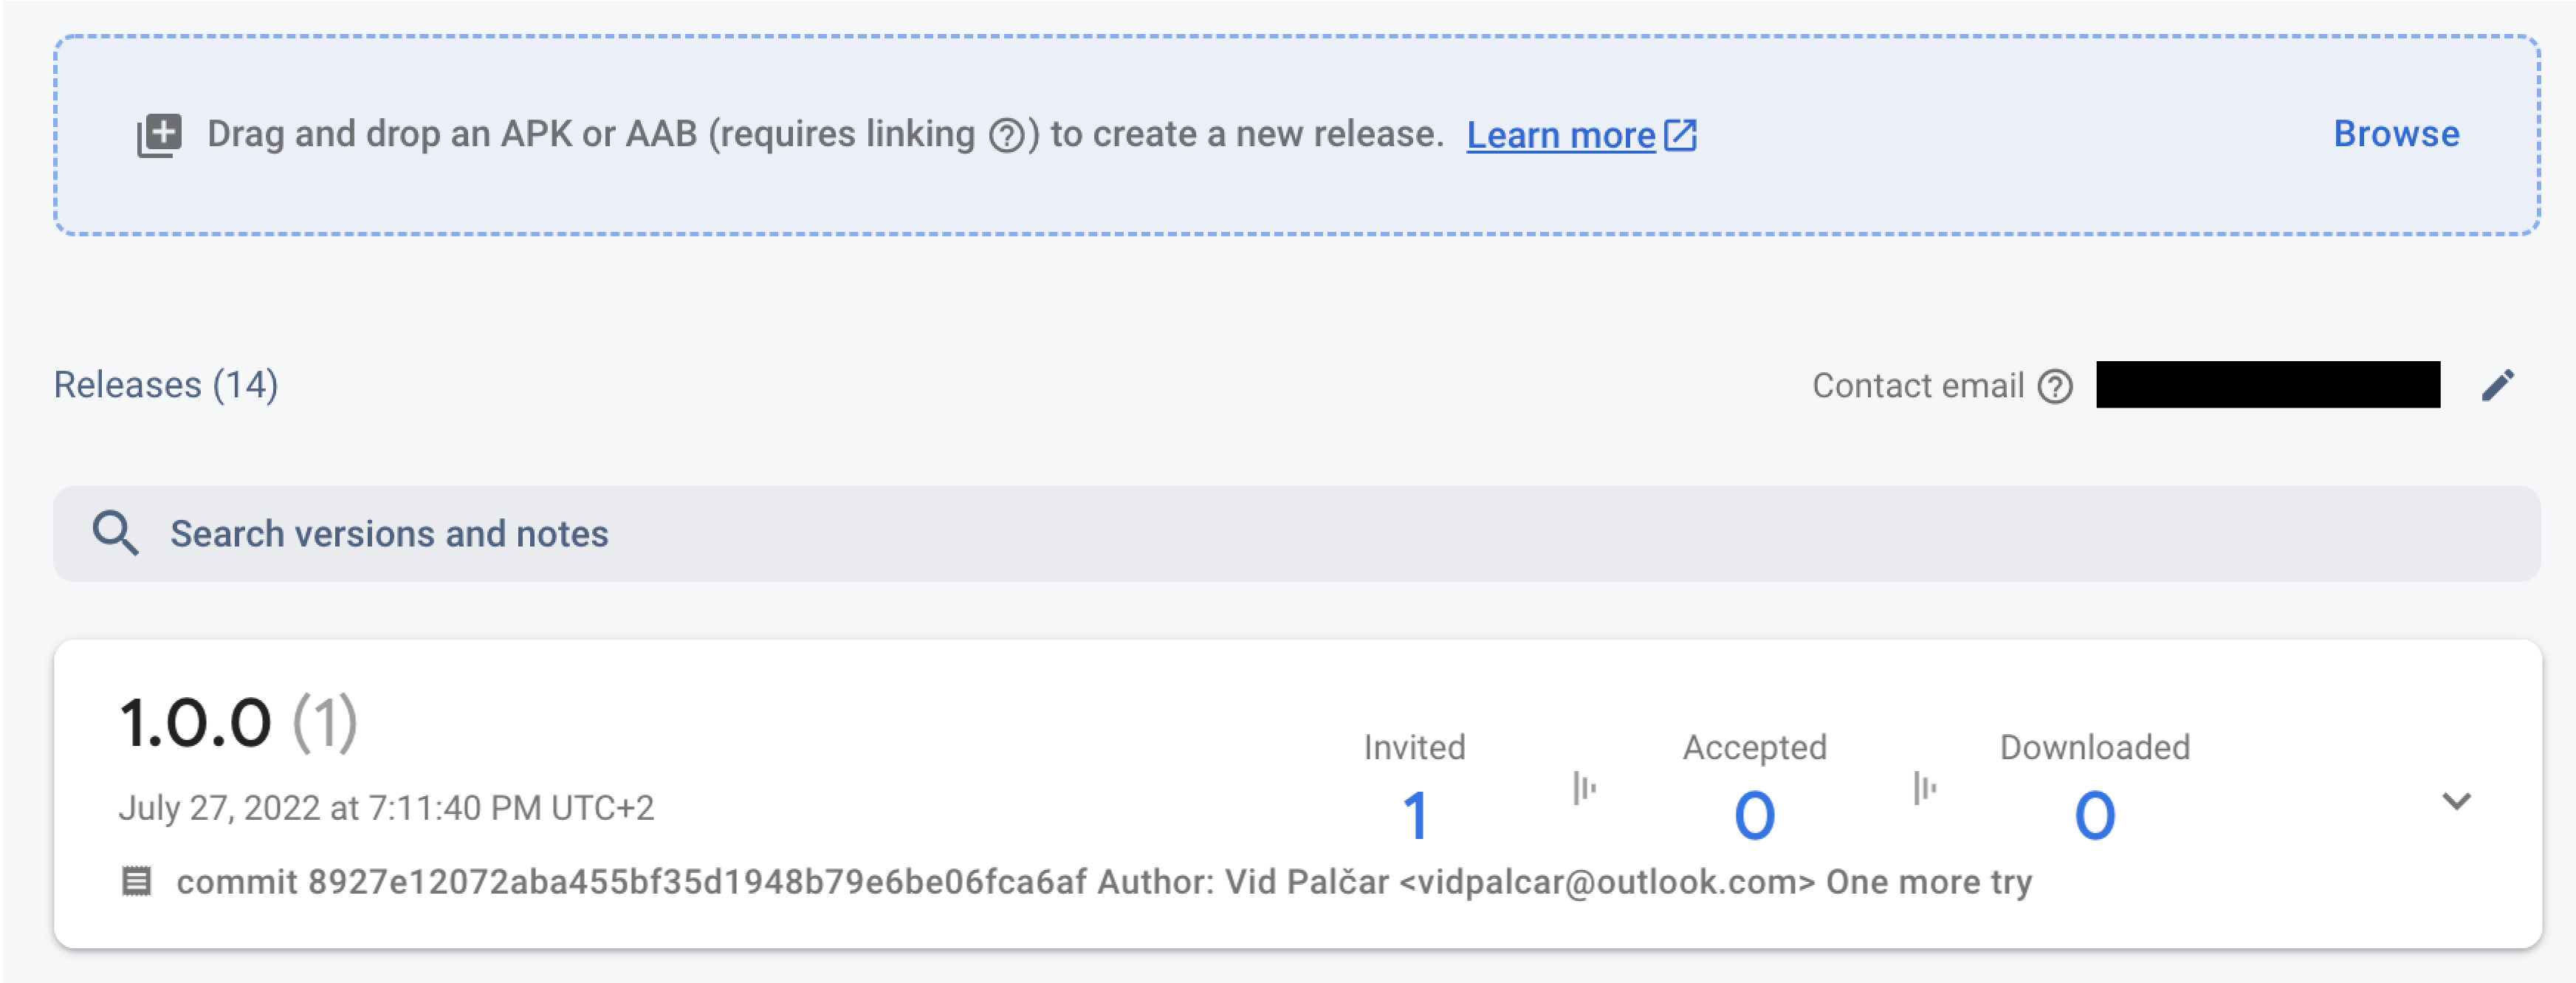 Drag and drop an APK or AAB (requires linking ?) to create a new release. Learn more
Browse
Releases (14)
Contact email ?
Search versions and notes
1.0.0 (1)
Invited
1
Accepted
0
Downloaded
0
July 27, 2022 at 7:11:40 PM UTC+2
commit 8927e12072aba455bf35d1948b79e6be06fca6af Author: Vid Palčar <vidpalcar@outlook.com> One more try